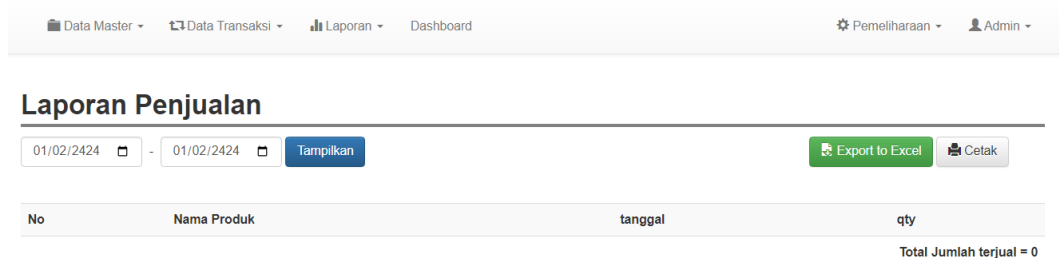 Data Master Data Transaksi Laporan Dashboard Pemeliharaan Admin
Laporan Penjualan
01/02/2424 - 01/02/2424 Tampilkan Export to Excel Cetak
No Nama Produk tanggal qty
Total Jumlah terjual = 0